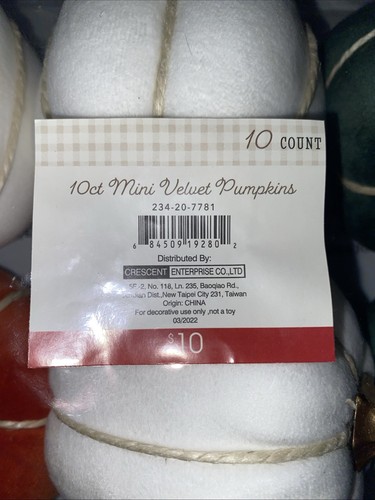 10 COUNT
10ct Mini Velvet Pumpkins
234-20-7781
6 84509 19280 2
Distributed By:
CRESCENT ENTERPRISE CO.,LTD
-2, No. 118, Ln. 235, Baoqiao Rd.,
Dist.,New Taipei City 231, Taiwan
Origin: CHINA
For decorative use only ,not a toy
03/2022
$10